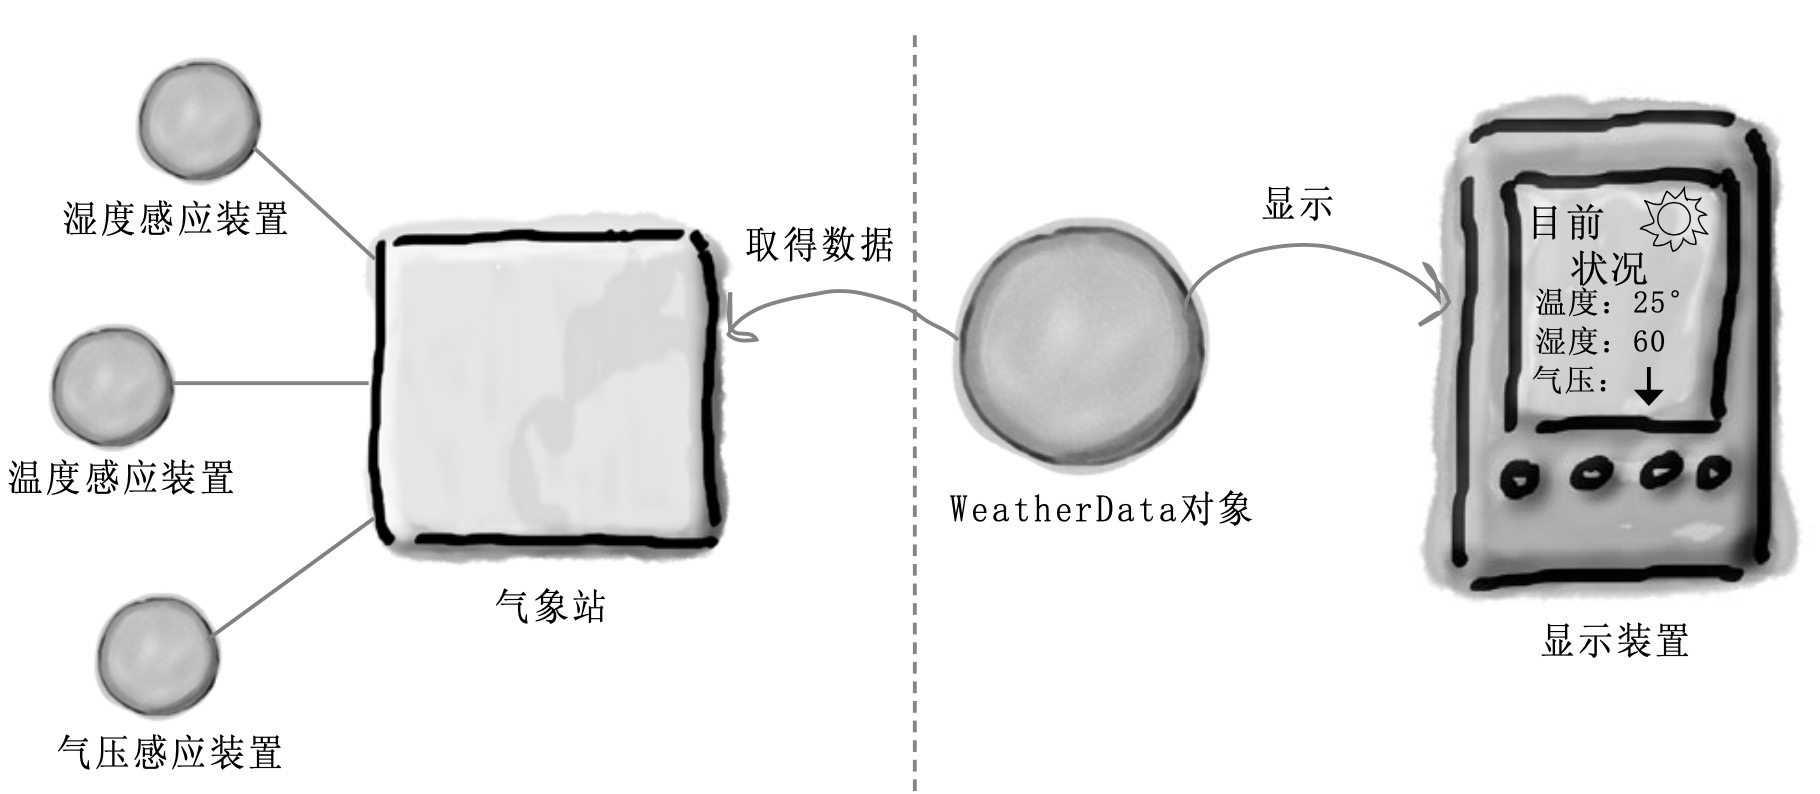 湿度感应装置
温度感应装置
气压感应装置
气象站
取得数据
WeatherData对象
显示
目前
状况
温度：25°
湿度：60
气压：↓
显示装置